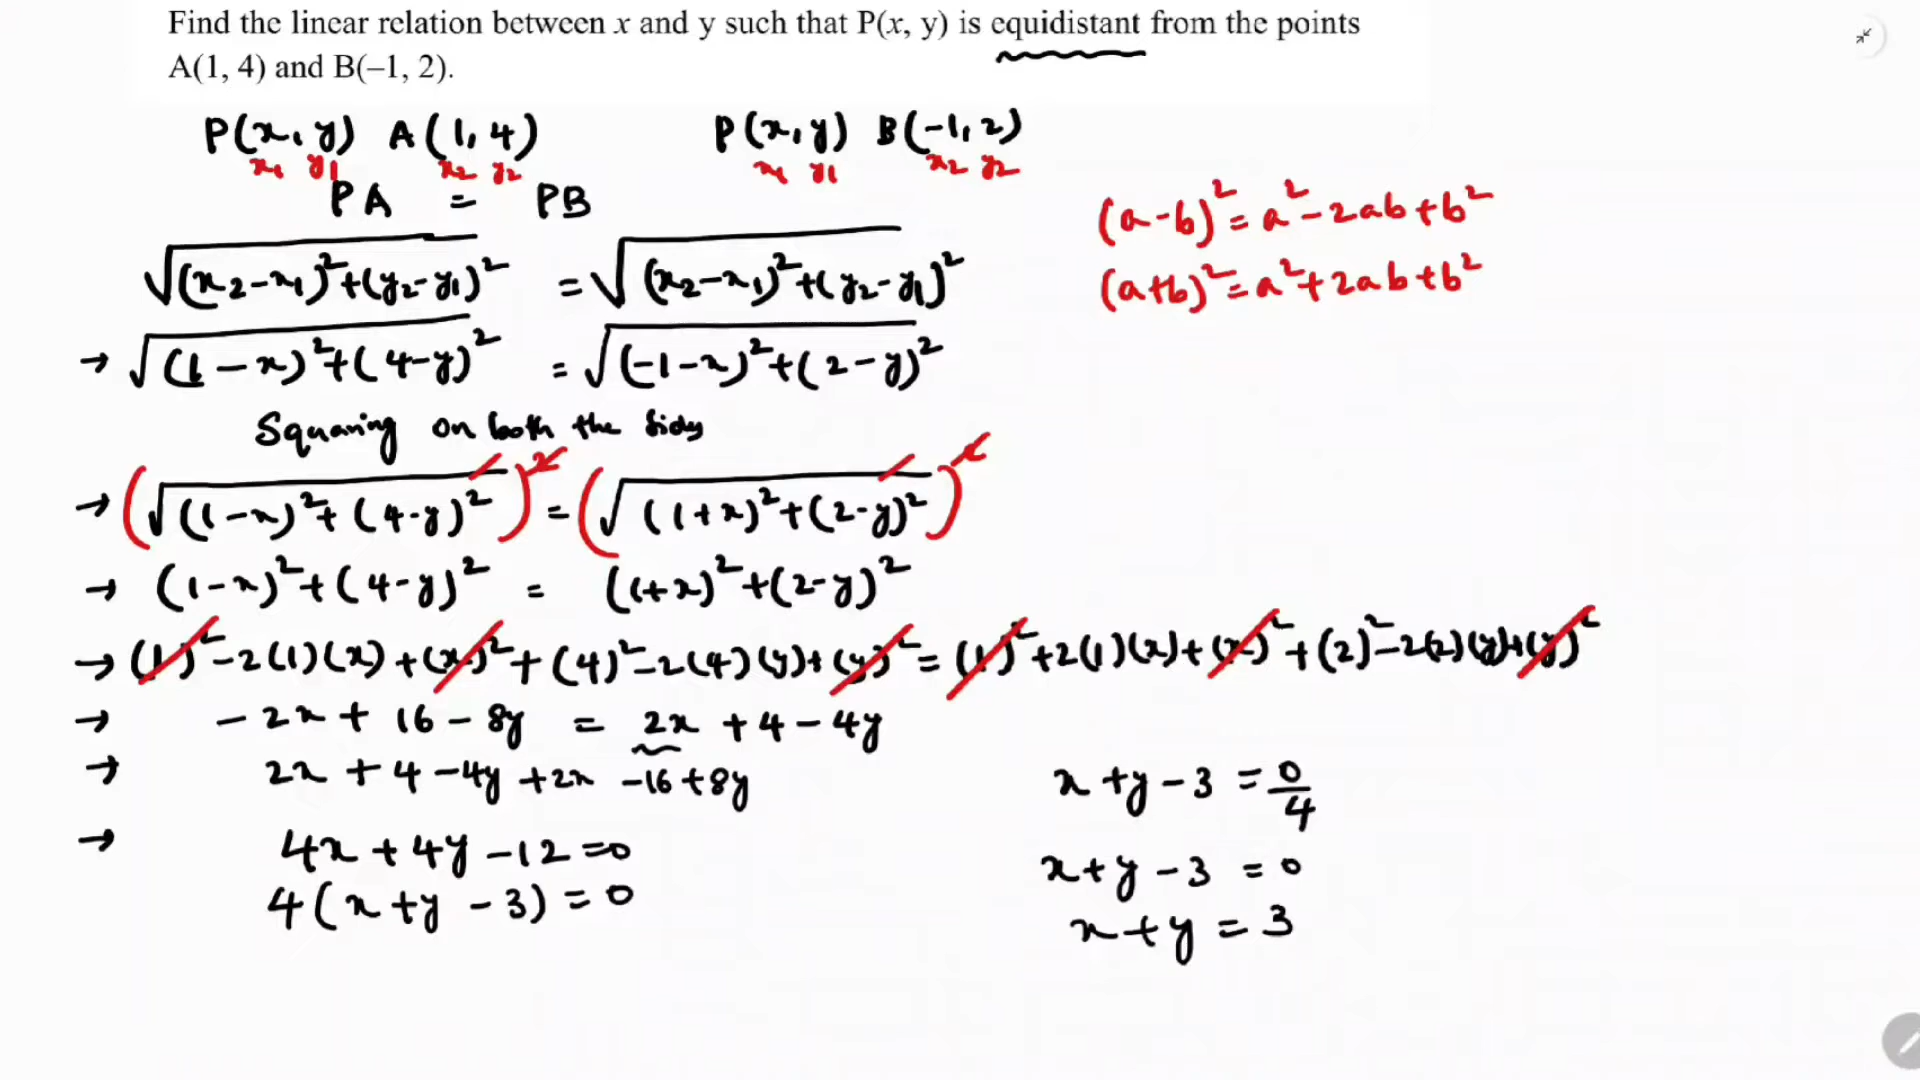 Find the linear relation between x and y such that P(x, y) is equidistant from the points
A(1, 4) and B(–1, 2).
P(x, y) A(1, 4) P(x, y) B(-1, 2)
x₁ y₁ x₂ y₂ x₁ y₁ x₂ y₂
PA = PB
(a-b)² = a² - 2ab + b²
√(x₂-x₁)²+(y₂-y₁)² = √(x₂-x₁)²+(y₂-y₁)²
(a+b)² = a² + 2ab + b²
→ √(1-x)²+(4-y)² = √(-1-x)²+(2-y)²
Squaring on both the sides
→ (√(1-x)²+(4-y)²)² = (√(1+x)²+(2-y)²)²
→ (1-x)²+(4-y)² = (1+x)²+(2-y)²
→ (1)²-2(1)(x)+(x)²+(4)²-2(4)(y)+(y)² = (1)²+2(1)(x)+(x)²+(2)²-2(2)(y)+(y)²
→ -2x + 16 - 8y = 2x + 4 - 4y
→ 2x + 4 - 4y + 2x - 16 + 8y
→ 4x + 4y - 12 = 0
4(x + y - 3) = 0
x + y - 3 = 0/4
x + y - 3 = 0
x + y = 3